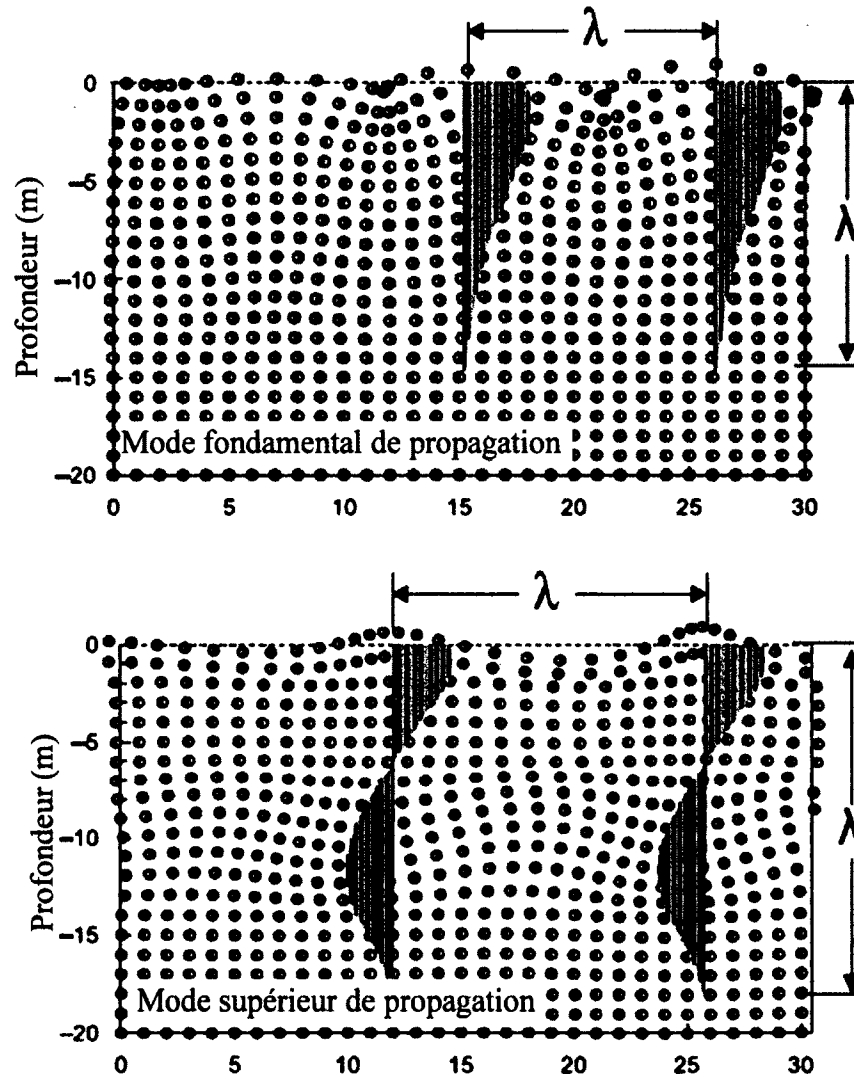 λ
0
−5
−10
−15
−20
Profondeur (m)
λ
Mode fondamental de propagation
0 5 10 15 20 25 30
λ
0
−5
−10
−15
−20
Profondeur (m)
λ
Mode supérieur de propagation
0 5 10 15 20 25 30